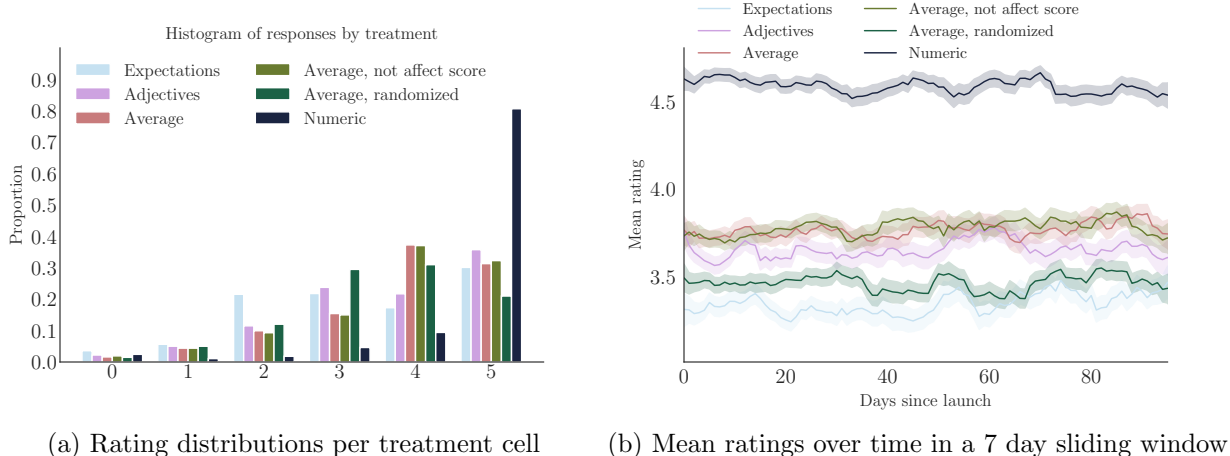 Histogram of responses by treatment
Expectations
Adjectives
Average
Average, not affect score
Average, randomized
Numeric
Proportion
0.9
0.8
0.7
0.6
0.5
0.4
0.3
0.2
0.1
0.0
0 1 2 3 4 5
(a) Rating distributions per treatment cell
Expectations
Adjectives
Average
Average, not affect score
Average, randomized
Numeric
Mean rating
4.5
4.0
3.5
0 20 40 60 80
Days since launch
(b) Mean ratings over time in a 7 day sliding window